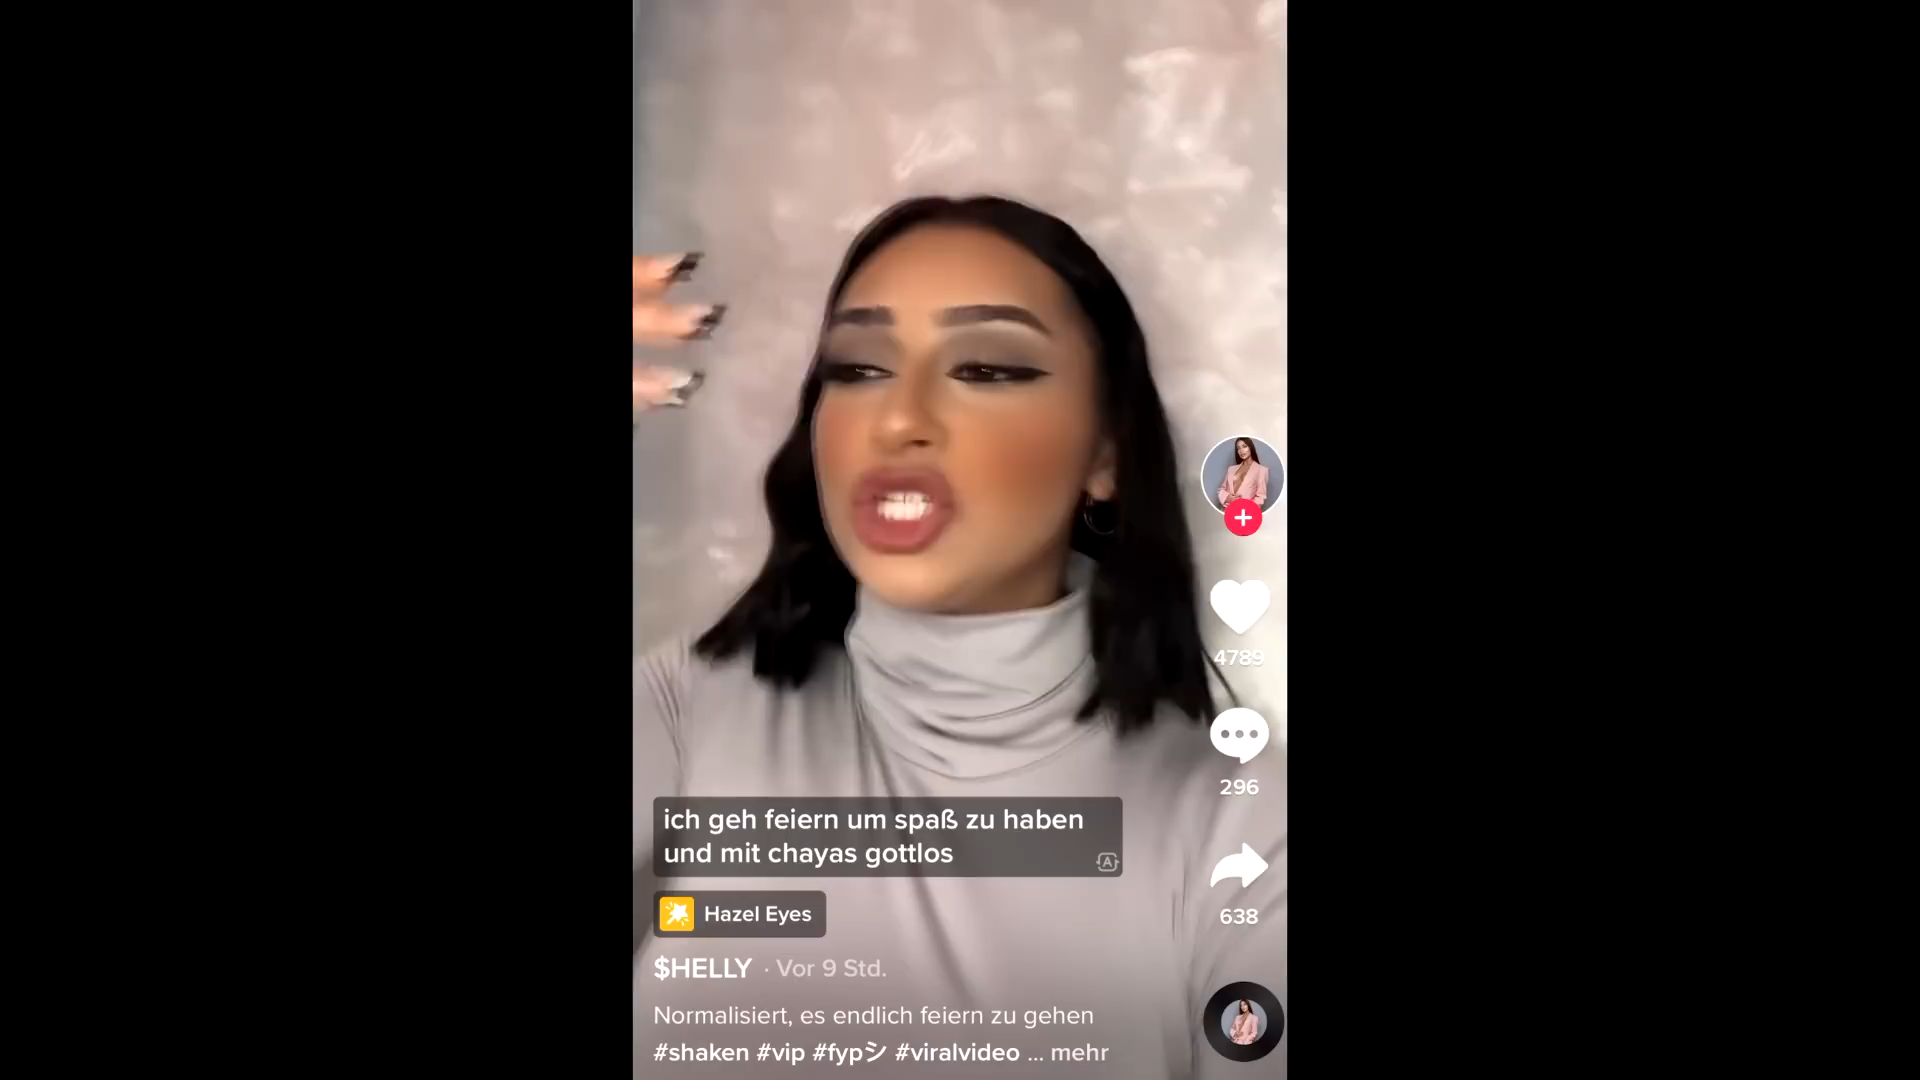 ich geh feiern um spaß zu haben
und mit chayas gottlos
Hazel Eyes
$HELLY · Vor 9 Std.
Normalisiert, es endlich feiern zu gehen
#shaken #vip #fypシ #viralvideo ... mehr
4789
296
638